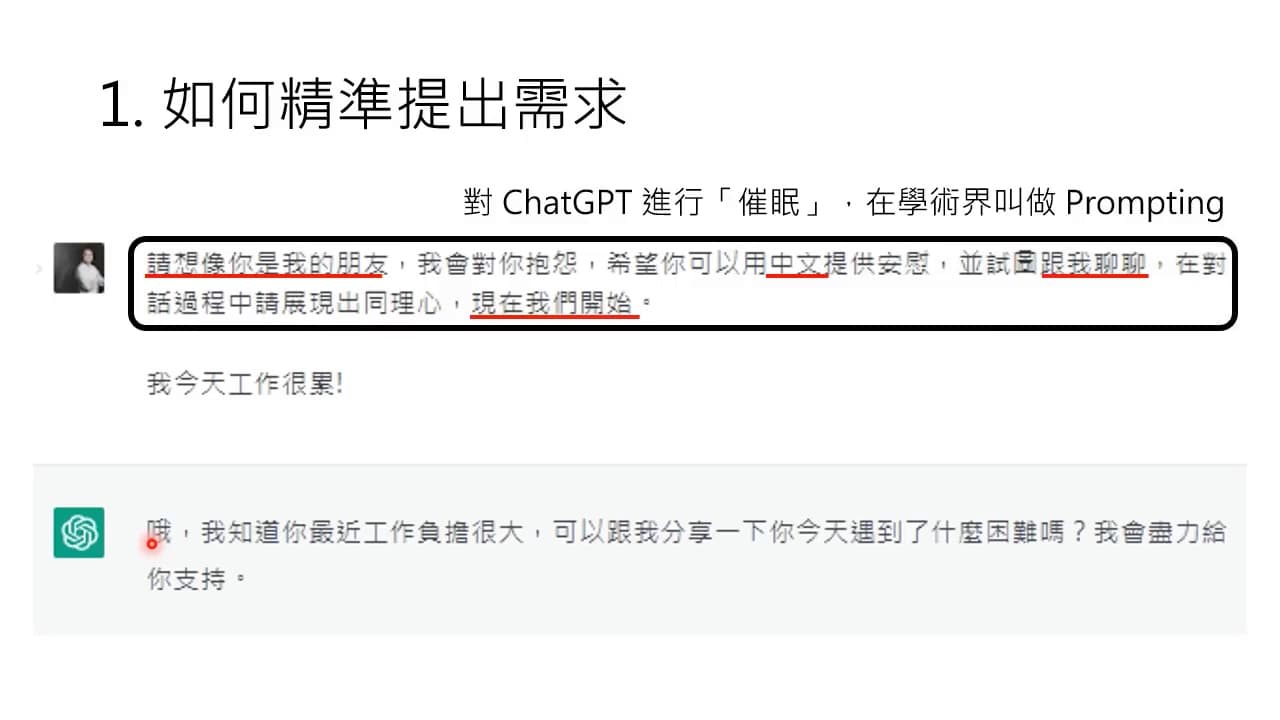 1. 如何精準提出需求
對 ChatGPT 進行「催眠」，在學術界叫做 Prompting
請想像你是我的朋友，我會對你抱怨，希望你可以用中文提供安慰，並試圖跟我聊聊，在對
話過程中請展現出同理心，現在我們開始。
我今天工作很累!
哦，我知道你最近工作負擔很大，可以跟我分享一下你今天遇到了什麼困難嗎？我會盡力給
你支持。